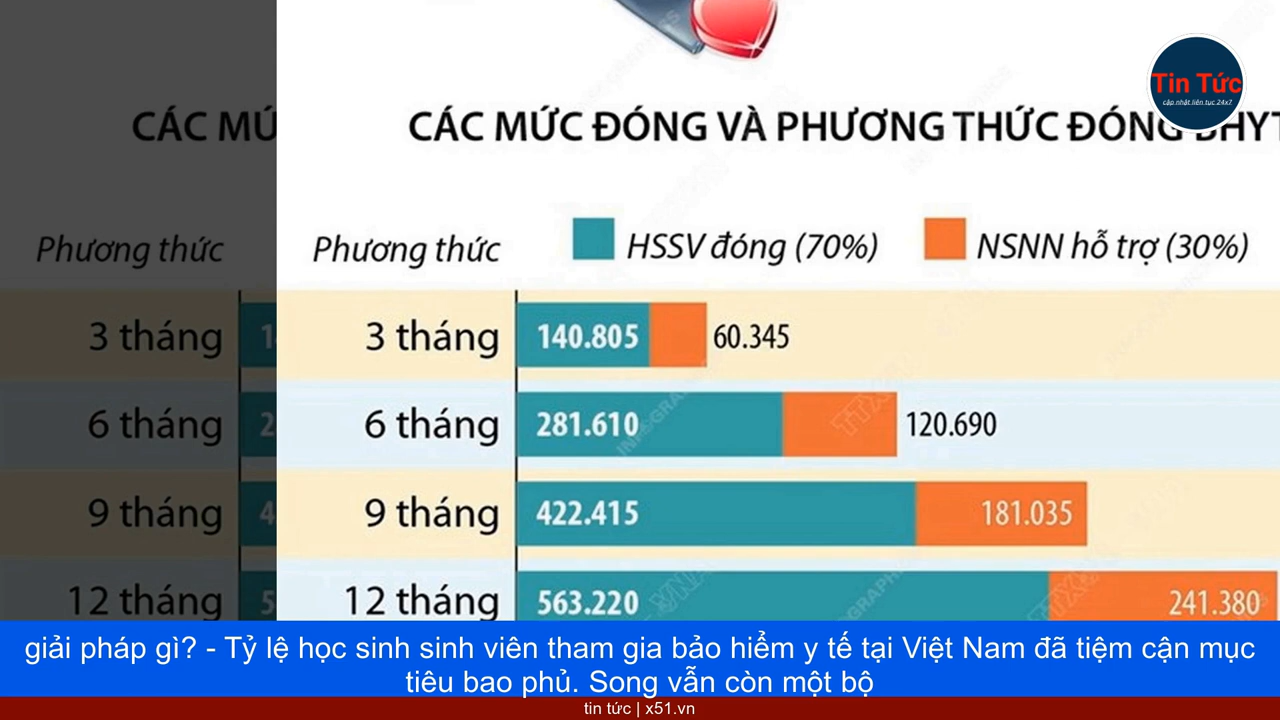 Tin Tức
cập nhật liên tục 24x7
CÁC MỨC ĐÓNG VÀ PHƯƠNG THỨC ĐÓNG BHYT
Phương thức
HSSV đóng (70%)
NSNN hỗ trợ (30%)
3 tháng 140.805 60.345
6 tháng 281.610 120.690
9 tháng 422.415 181.035
12 tháng 563.220 241.380
CÁC MỨ
Phương thức
3 tháng
6 tháng
9 tháng
12 tháng
giải pháp gì? - Tỷ lệ học sinh sinh viên tham gia bảo hiểm y tế tại Việt Nam đã tiệm cận mục
tiêu bao phủ. Song vẫn còn một bộ
tin tức | x51.vn